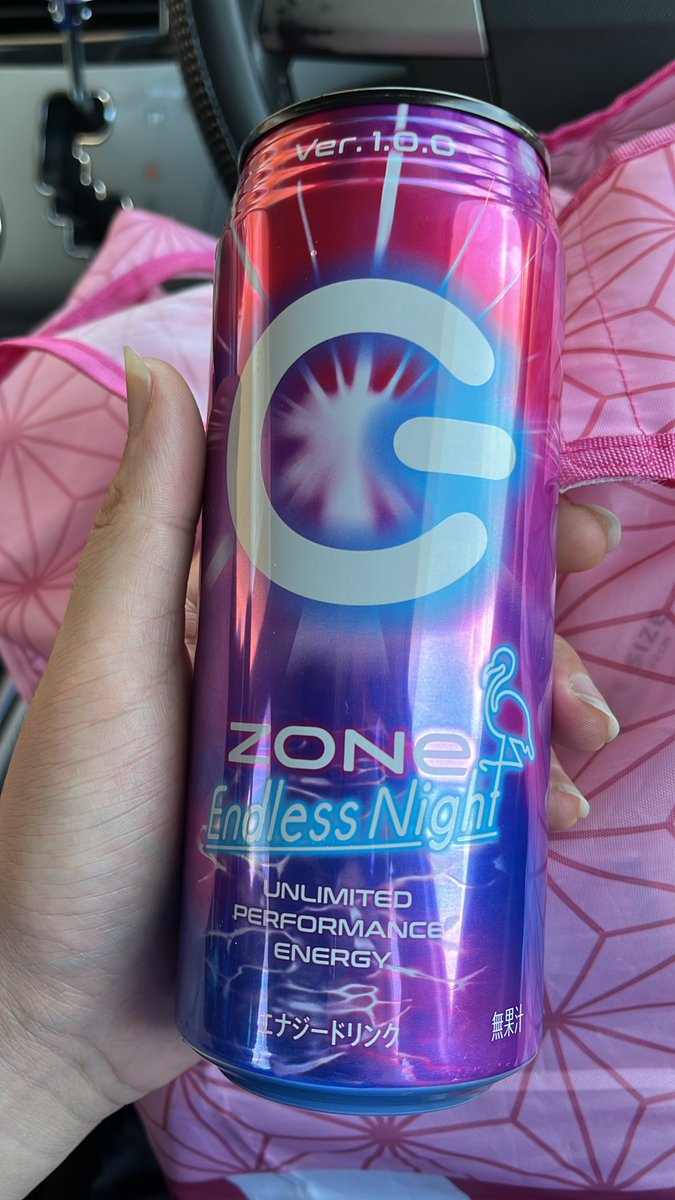 ver.1.0.0
ZONe
Endless Night
UNLIMITED
PERFORMANCE
ENERGY
エナジードリンク
無果汁
SIZE